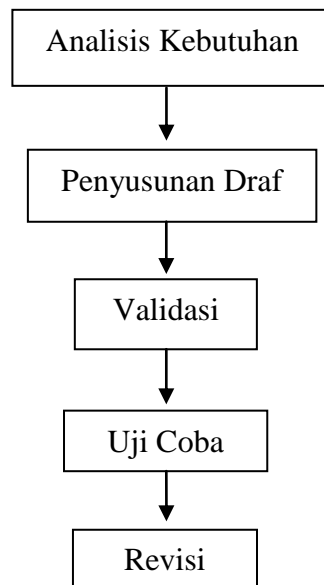 Analisis Kebutuhan
Penyusunan Draf
Validasi
Uji Coba
Revisi